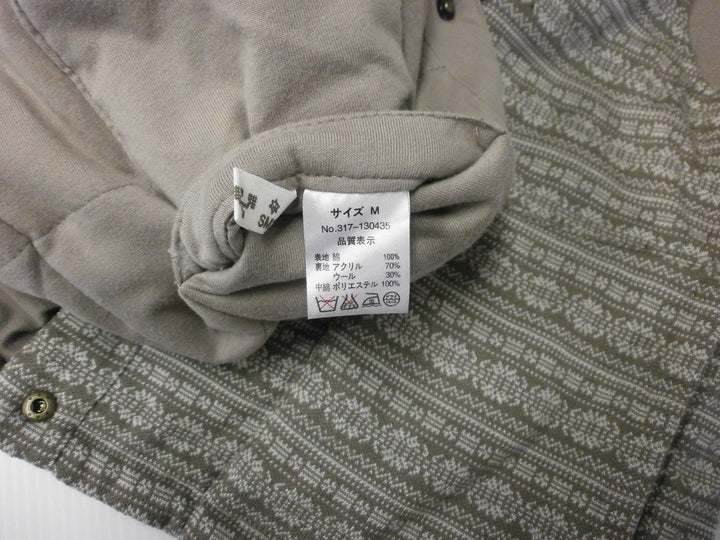 サイズ M
No.317-130435
品質表示
表地 綿 100%
裏地 アクリル 70%
ウール 30%
中綿 ポリエステル 100%